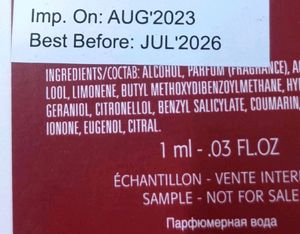 Imp. On: AUG'2023
Best Before: JUL'2026
INGREDIENTS/СОСТАВ: ALCOHOL, PARFUM (FRAGRANCE),
LOOL, LIMONENE, BUTYL METHOXYDIBENZOYLMETHANE,
GERANIOL, CITRONELLOL, BENZYL SALICYLATE, COUMARIN,
IONONE, EUGENOL, CITRAL.
1 ml - .03 FL.OZ
ÉCHANTILLON - VENTE INTER
SAMPLE - NOT FOR SALE
Парфюмерная вода